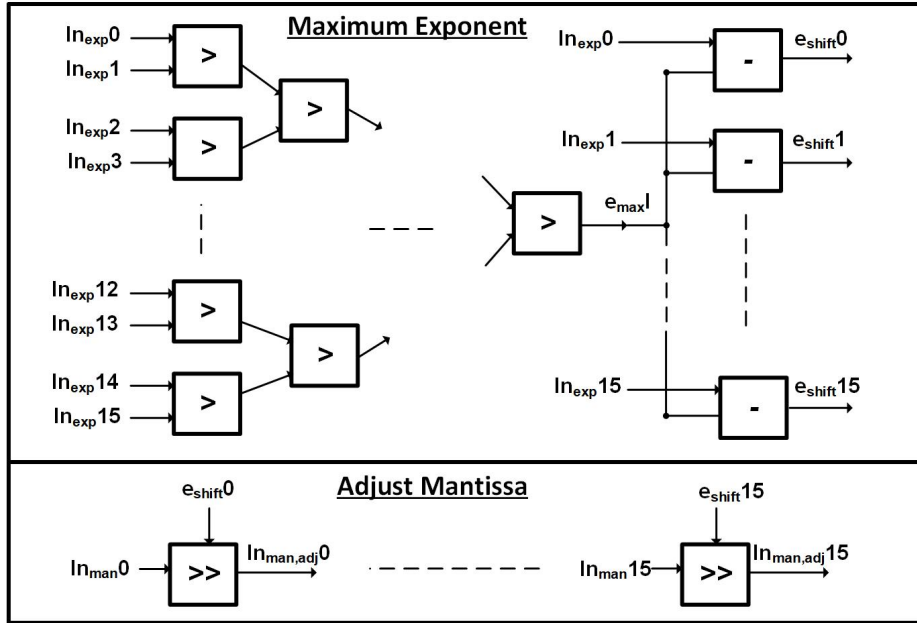 Maximum Exponent
In_exp0
In_exp1
>
>
In_exp2
In_exp3
>
In_exp12
In_exp13
>
>
In_exp14
In_exp15
>
>
e_maxI
In_exp0
-
e_shift0
In_exp1
-
e_shift1
In_exp15
-
e_shift15
Adjust Mantissa
e_shift0
In_man0
>>
In_man,adj0
e_shift15
In_man15
>>
In_man,adj15